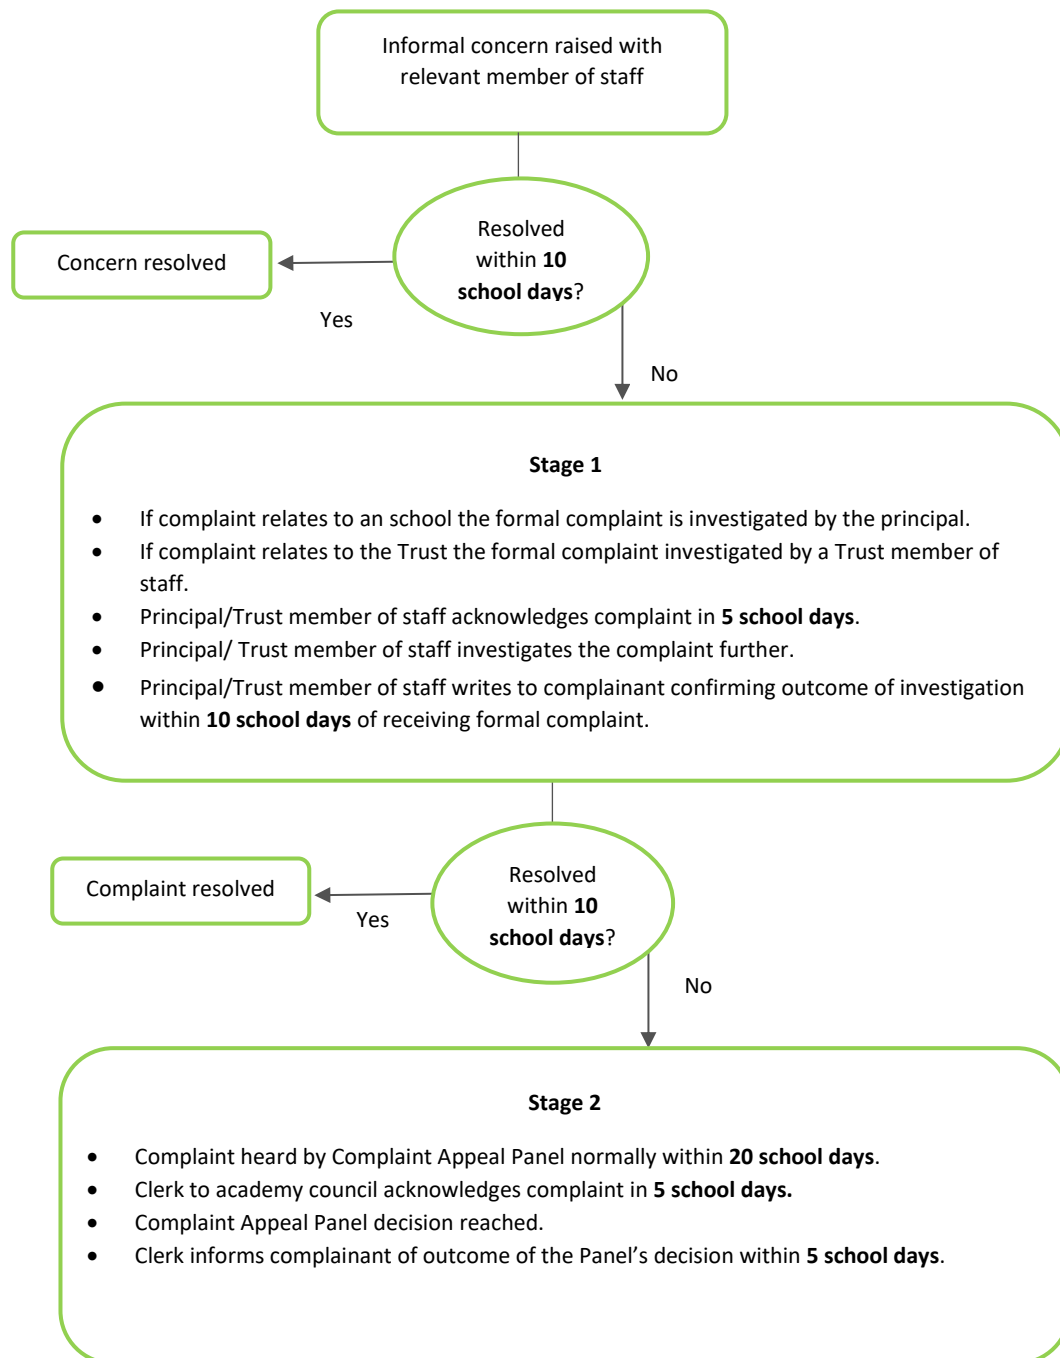 Informal concern raised with
relevant member of staff
Resolved
within 10
school days?
Concern resolved
Yes
No
Stage 1
• If complaint relates to an school the formal complaint is investigated by the principal.
• If complaint relates to the Trust the formal complaint investigated by a Trust member of
staff.
• Principal/Trust member of staff acknowledges complaint in 5 school days.
• Principal/ Trust member of staff investigates the complaint further.
• Principal/Trust member of staff writes to complainant confirming outcome of investigation
within 10 school days of receiving formal complaint.
Resolved
within 10
school days?
Complaint resolved
Yes
No
Stage 2
• Complaint heard by Complaint Appeal Panel normally within 20 school days.
• Clerk to academy council acknowledges complaint in 5 school days.
• Complaint Appeal Panel decision reached.
• Clerk informs complainant of outcome of the Panel’s decision within 5 school days.